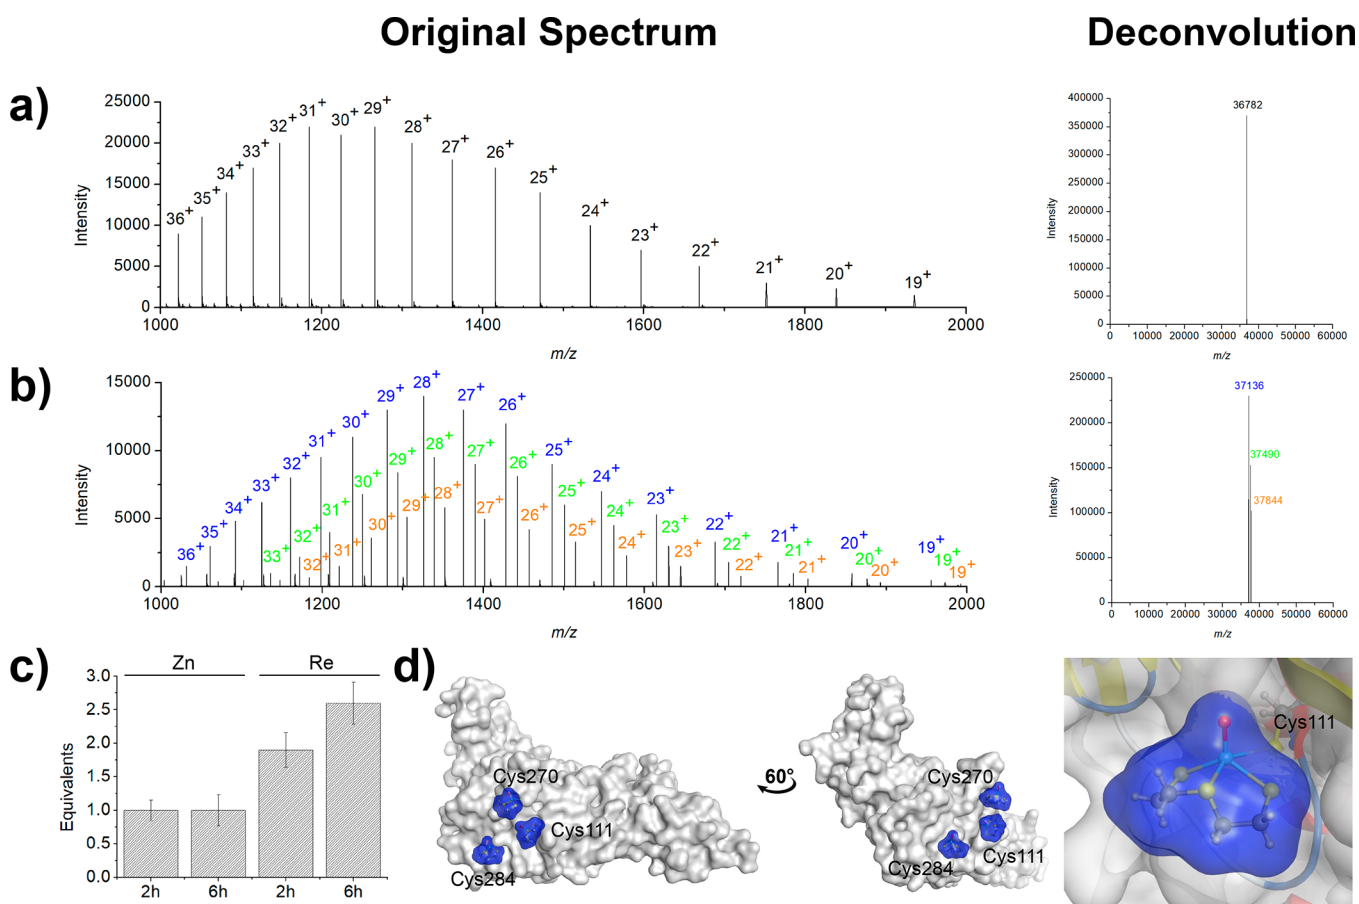 Original Spectrum
Deconvolution
a)
25000
20000
15000
10000
5000
0
Intensity
36+ 35+ 34+ 33+ 32+ 31+ 30+ 29+ 28+ 27+ 26+ 25+ 24+ 23+ 22+ 21+ 20+ 19+
1000 1200 1400 1600 1800 2000
m/z
400000
350000
300000
250000
200000
150000
100000
50000
0
Intensity
36782
0 10000 20000 30000 40000 50000 60000
m/z
b)
15000
10000
5000
0
Intensity
36+ 35+ 34+ 33+ 32+ 31+ 30+ 29+ 28+ 27+ 26+ 25+ 24+ 23+ 22+ 21+ 20+ 19+
33+ 32+ 31+ 30+ 29+ 28+ 27+ 26+ 25+ 24+ 23+ 22+ 21+ 20+ 19+
32+ 31+ 30+ 29+ 28+ 27+ 26+ 25+ 24+ 23+ 22+ 21+ 20+ 19+
1000 1200 1400 1600 1800 2000
m/z
250000
200000
150000
100000
50000
0
Intensity
37136
37490
37844
0 10000 20000 30000 40000 50000 60000
m/z
c)
Zn Re
3.0
2.5
2.0
1.5
1.0
0.5
0.0
Equivalents
2h 6h 2h 6h
d)
Cys270
Cys111
Cys284
60°
Cys270
Cys111
Cys284
Cys111